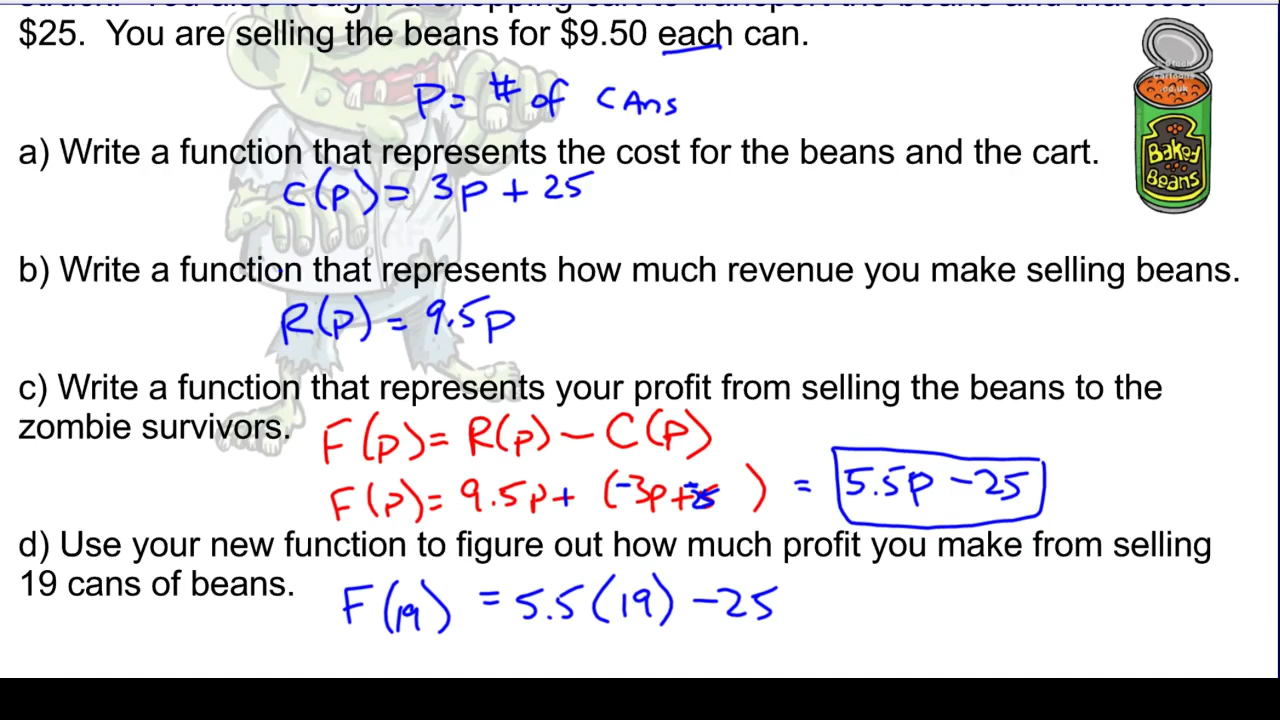 $25. You are selling the beans for $9.50 each can.
P = # of cAns
a) Write a function that represents the cost for the beans and the cart.
C(p) = 3p + 25
b) Write a function that represents how much revenue you make selling beans.
R(p) = 9.5p
c) Write a function that represents your profit from selling the beans to the
zombie survivors.
F(p) = R(p) - C(p)
F(p) = 9.5p + (-3p + ) = 5.5p - 25
d) Use your new function to figure out how much profit you make from selling
19 cans of beans.
F(19) = 5.5(19) - 25
Baked
Beans